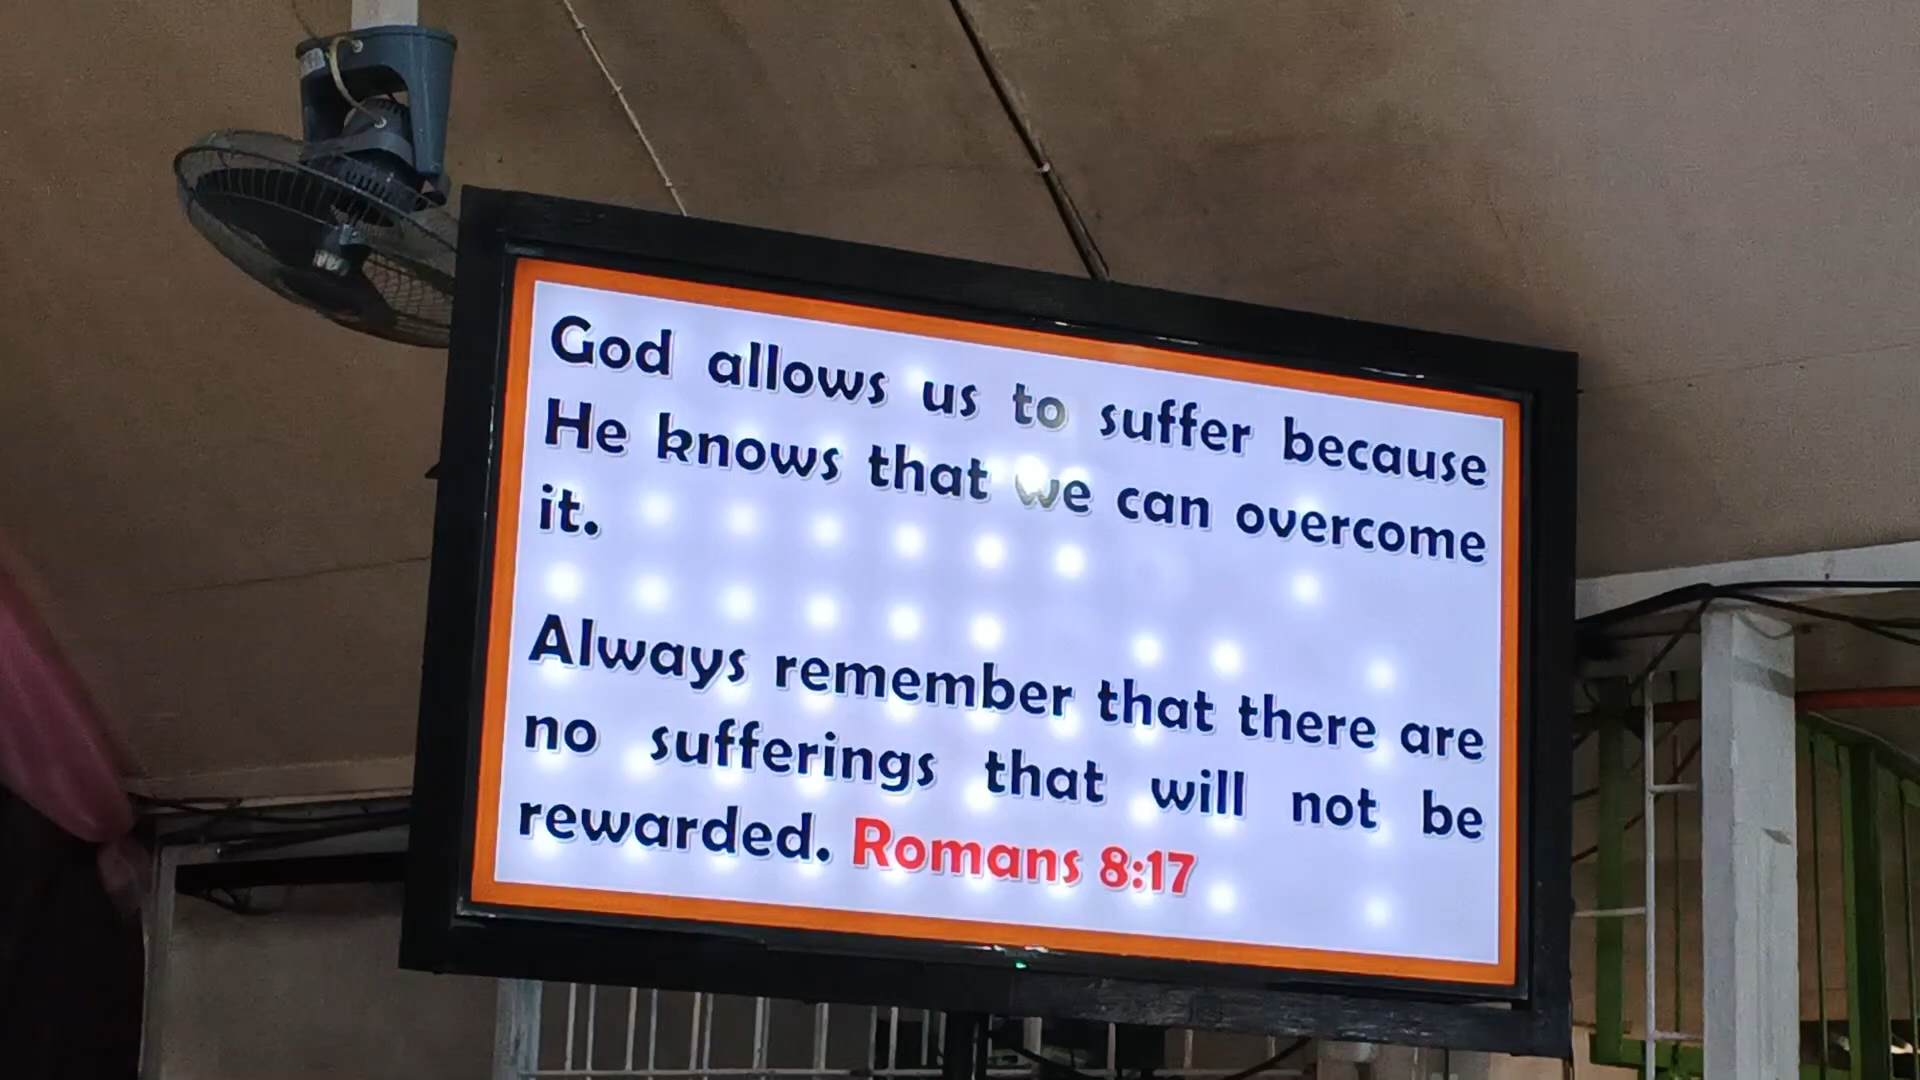 God allows us to suffer because
He knows that we can overcome
it.
Always remember that there are
no sufferings that will not be
rewarded. Romans 8:17